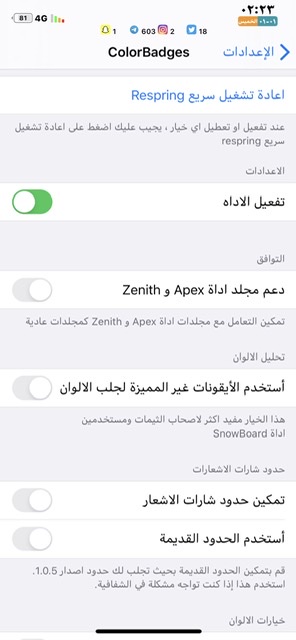 ٠٢:٢٣
81 4G
1 603 2 18
الخميس ٠١-٠١
الإعدادات
ColorBadges
اعادة تشغيل سريع Respring
عند تفعيل او تعطيل اي خيار ، يجيب عليك اضغط على اعادة تشغيل
سريع respring
الاعدادات
تفعيل الاداه
التوافق
دعم مجلد اداة Apex و Zenith
تمكين التعامل مع مجلدات اداة Apex و Zenith كمجلدات عادية
تحليل الالوان
أستخدم الأيقونات غير المميزة لجلب الالوان
هذا الخيار مفيد اكثر لاصحاب الثيمات ومستخدمين
اداة SnowBoard
حدود شارات الاشعارات
تمكين حدود شارات الاشعار
أستخدم الحدود القديمة
قم بتمكين الحدود القديمة بحيث تجلب لك حدود اصدار 1.0.5.
استخدم هذا إذا كنت تواجه مشكلة في الشفافية.
خيارات الالوان